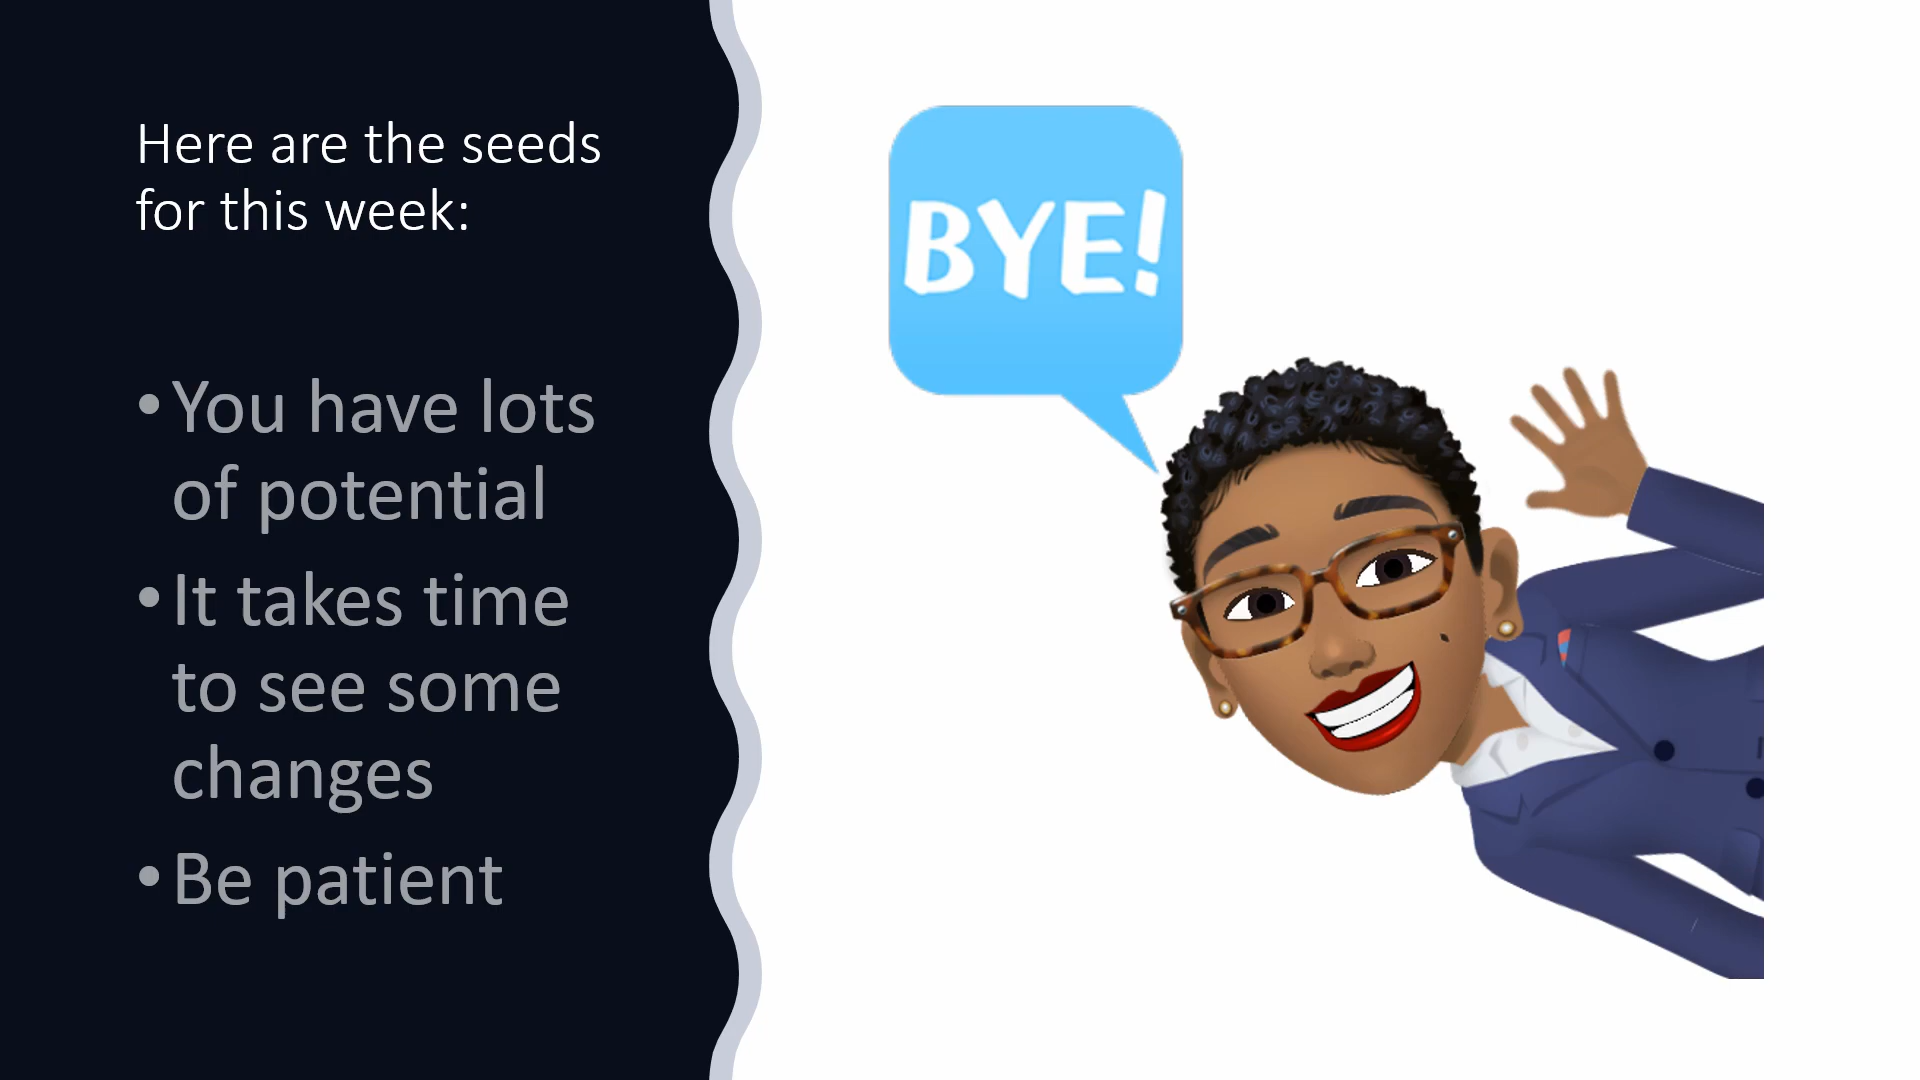 Here are the seeds
for this week:
•You have lots
of potential
•It takes time
to see some
changes
•Be patient
BYE!